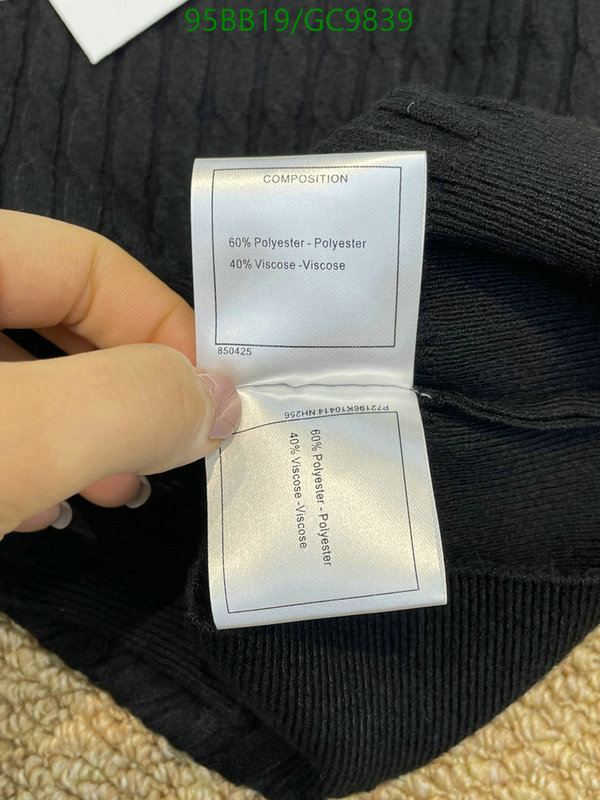 95BB19/GC9839
COMPOSITION
60% Polyester - Polyester
40% Viscose -Viscose
850425
P72196K10414 NH256
60% Polyester - Polyester
40% Viscose -Viscose